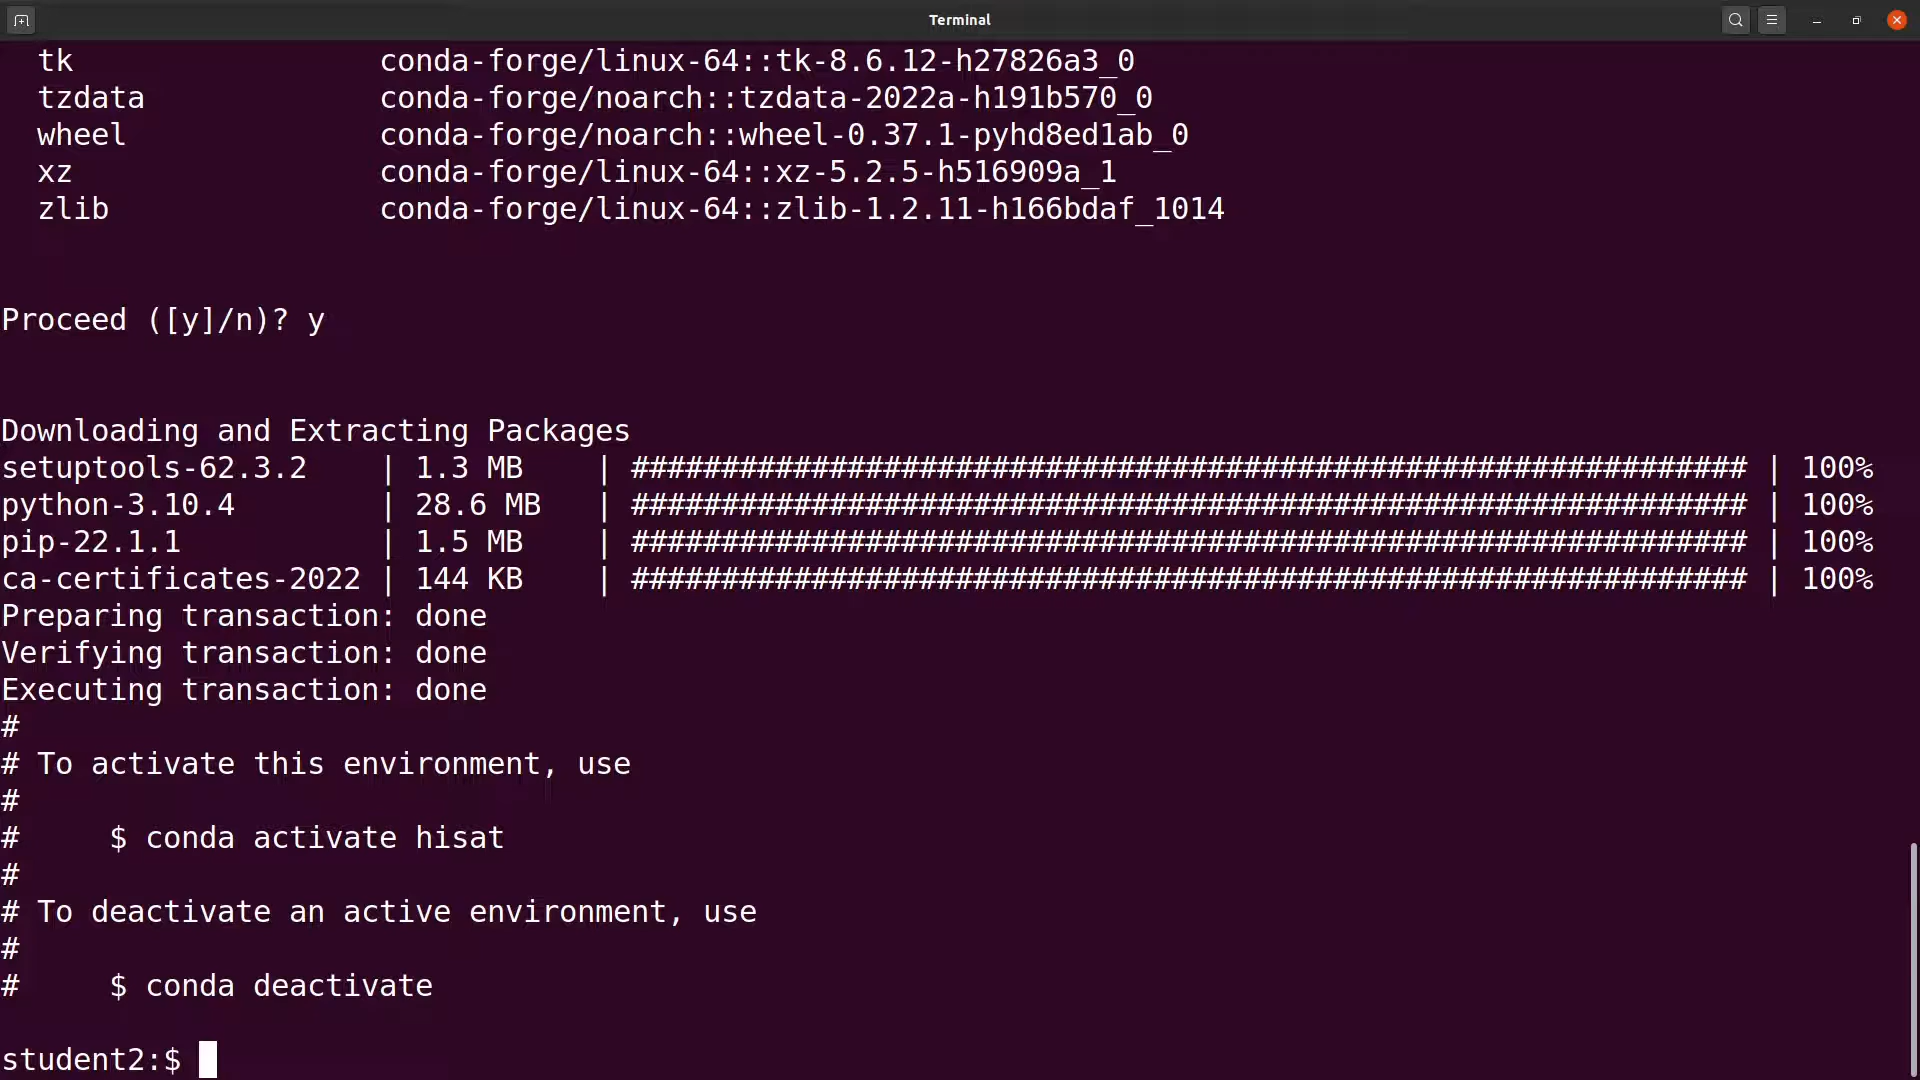 Terminal
tk conda-forge/linux-64::tk-8.6.12-h27826a3_0
tzdata conda-forge/noarch::tzdata-2022a-h191b570_0
wheel conda-forge/noarch::wheel-0.37.1-pyhd8ed1ab_0
xz conda-forge/linux-64::xz-5.2.5-h516909a_1
zlib conda-forge/linux-64::zlib-1.2.11-h166bdaf_1014
Proceed ([y]/n)? y
Downloading and Extracting Packages
setuptools-62.3.2 | 1.3 MB | ############################################################## | 100%
python-3.10.4 | 28.6 MB | ############################################################## | 100%
pip-22.1.1 | 1.5 MB | ############################################################## | 100%
ca-certificates-2022 | 144 KB | ############################################################## | 100%
Preparing transaction: done
Verifying transaction: done
Executing transaction: done
#
# To activate this environment, use
#
# $ conda activate hisat
#
# To deactivate an active environment, use
#
# $ conda deactivate
student2:$